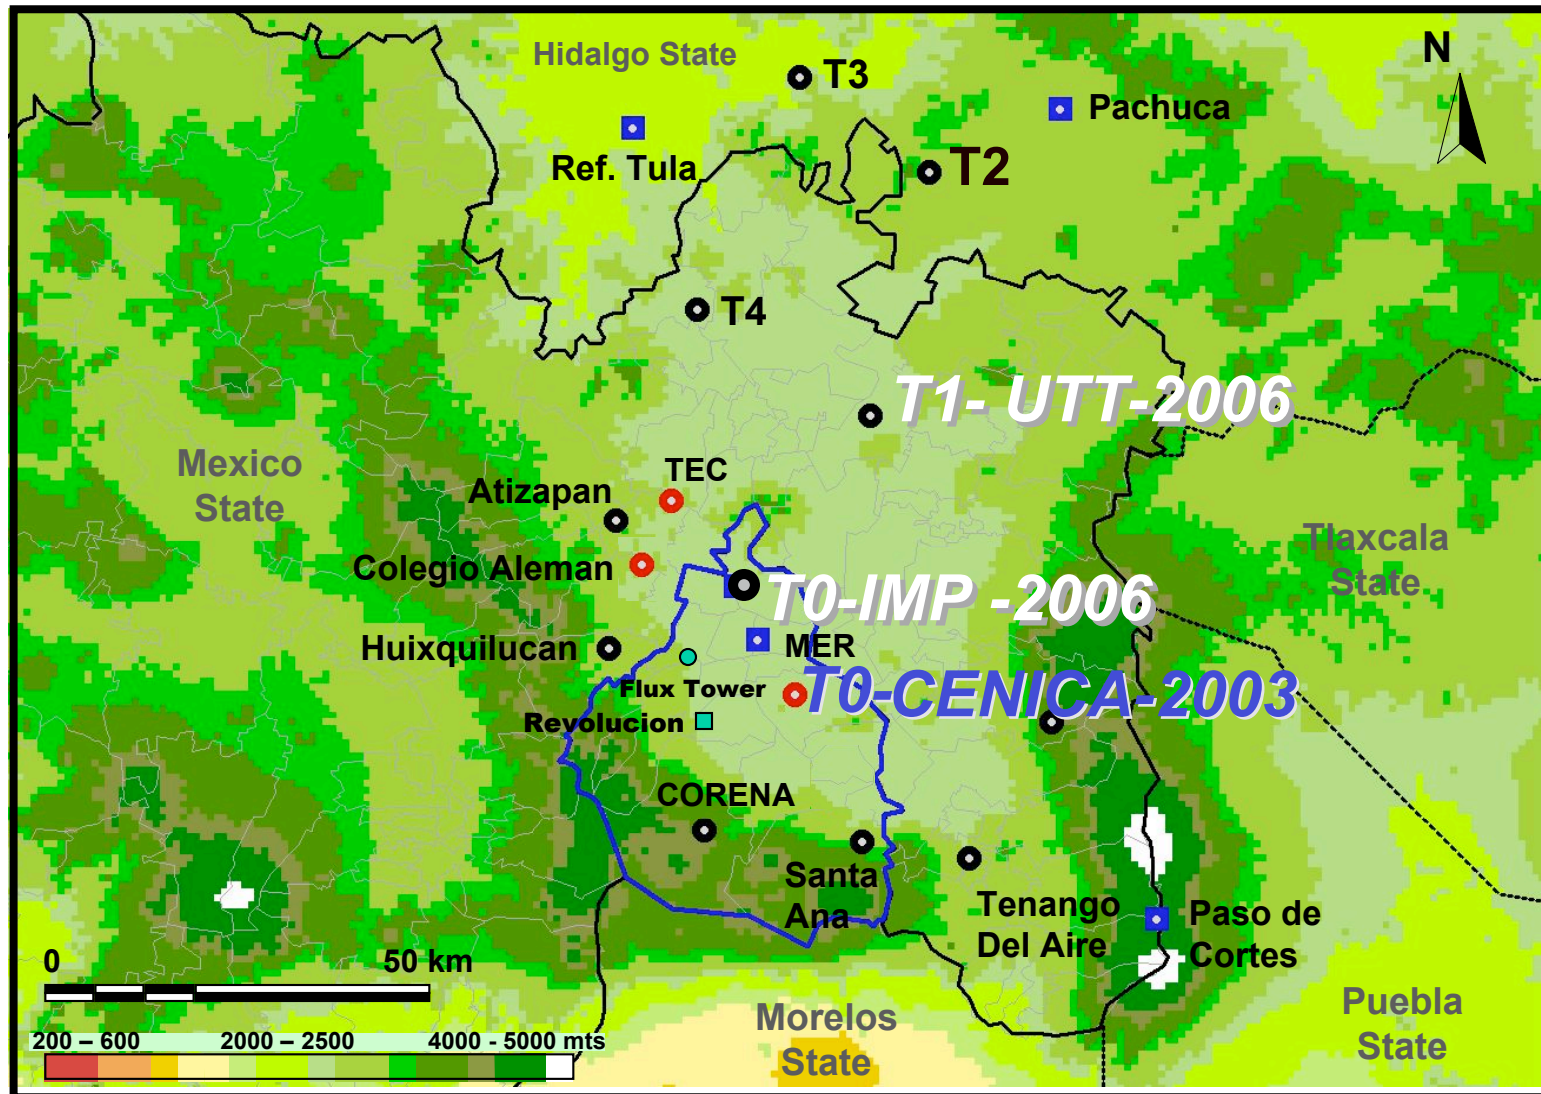 Hidalgo State
N
T3
Pachuca
Ref. Tula
T2
T4
T1- UTT-2006
Mexico
State
TEC
Atizapan
Tlaxcala
State
Colegio Aleman
T0-IMP -2006
Huixquilucan
MER
Flux Tower
T0-CENICA-2003
Revolucion
CORENA
Santa
Ana
Tenango
Del Aire
Paso de
Cortes
0 50 km
Morelos
State
Puebla
State
200 – 600 2000 – 2500 4000 - 5000 mts